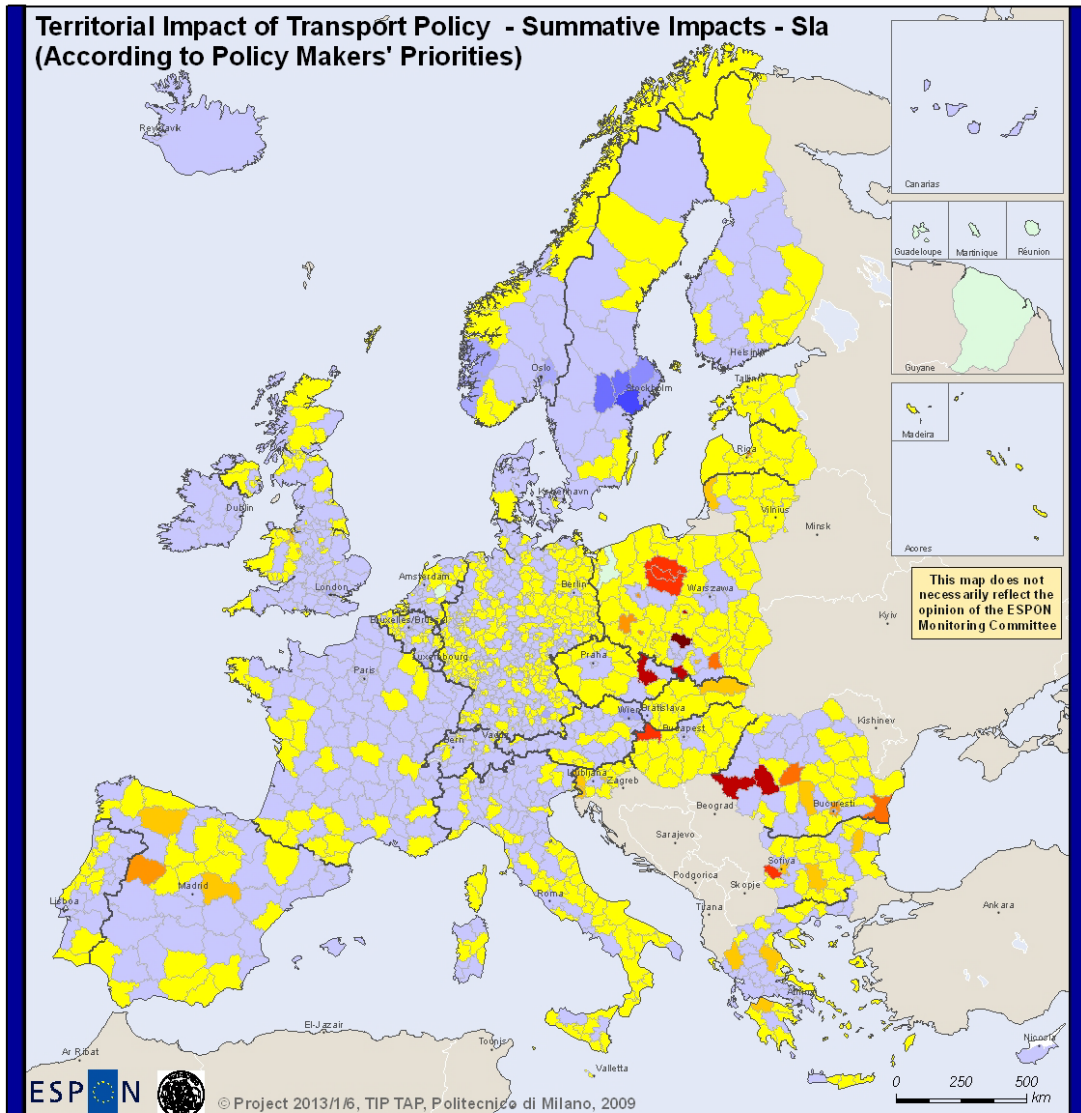 Territorial Impact of Transport Policy - Summative Impacts - Sla
(According to Policy Makers' Priorities)
Reykjavik
Canarias
Guadeloupe
Martinique
Réunion
Guyane
Madeira
Acores
This map does not
necessarily reflect the
opinion of the ESPON
Monitoring Committee
Oslo
Helsinki
Stockholm
Tallinn
Riga
København
Vilnius
Dublin
Minsk
London
Amsterdam
Berlin
Warszawa
Kyiv
Bruxelles/Brussel
Luxembourg
Praha
Paris
Wien
Bratislava
Budapest
Kishinev
Bern
Vaduz
Ljubljana
Zagreb
Beograd
Bucuresti
Sarajevo
Sofiya
Podgorica
Skopje
Roma
Tirana
Madrid
Lisboa
Ankara
El-Jazair
Tounis
Nicosia
Ar Ribat
Valletta
0 250 500
km
ESPON
© Project 2013/1/6, TIP TAP, Politecnico di Milano, 2009